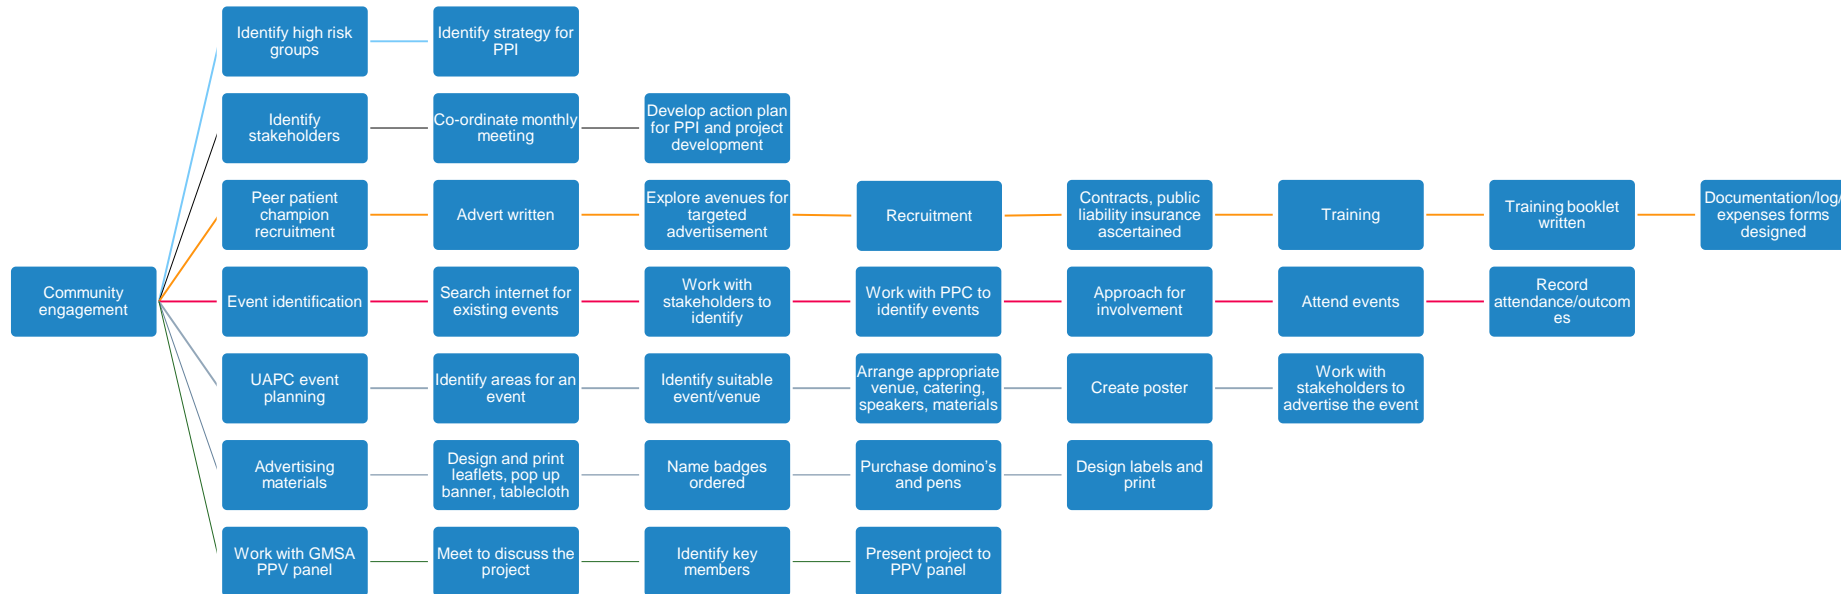 Identify high risk
groups
Identify strategy for
PPI
Identify
stakeholders
Co-ordinate monthly
meeting
Develop action plan
for PPI and project
development
Peer patient
champion
recruitment
Advert written
Explore avenues for
targeted
advertisement
Recruitment
Contracts, public
liability insurance
ascertained
Training
Training booklet
written
Documentation/log/
expenses forms
designed
Community
engagement
Event identification
Search internet for
existing events
Work with
stakeholders to
identify
Work with PPC to
identify events
Approach for
involvement
Attend events
Record
attendance/outcom
es
UAPC event
planning
Identify areas for an
event
Identify suitable
event/venue
Arrange appropriate
venue, catering,
speakers, materials
Create poster
Work with
stakeholders to
advertise the event
Advertising
materials
Design and print
leaflets, pop up
banner, tablecloth
Name badges
ordered
Purchase domino's
and pens
Design labels and
print
Work with GMSA
PPV panel
Meet to discuss the
project
Identify key
members
Present project to
PPV panel